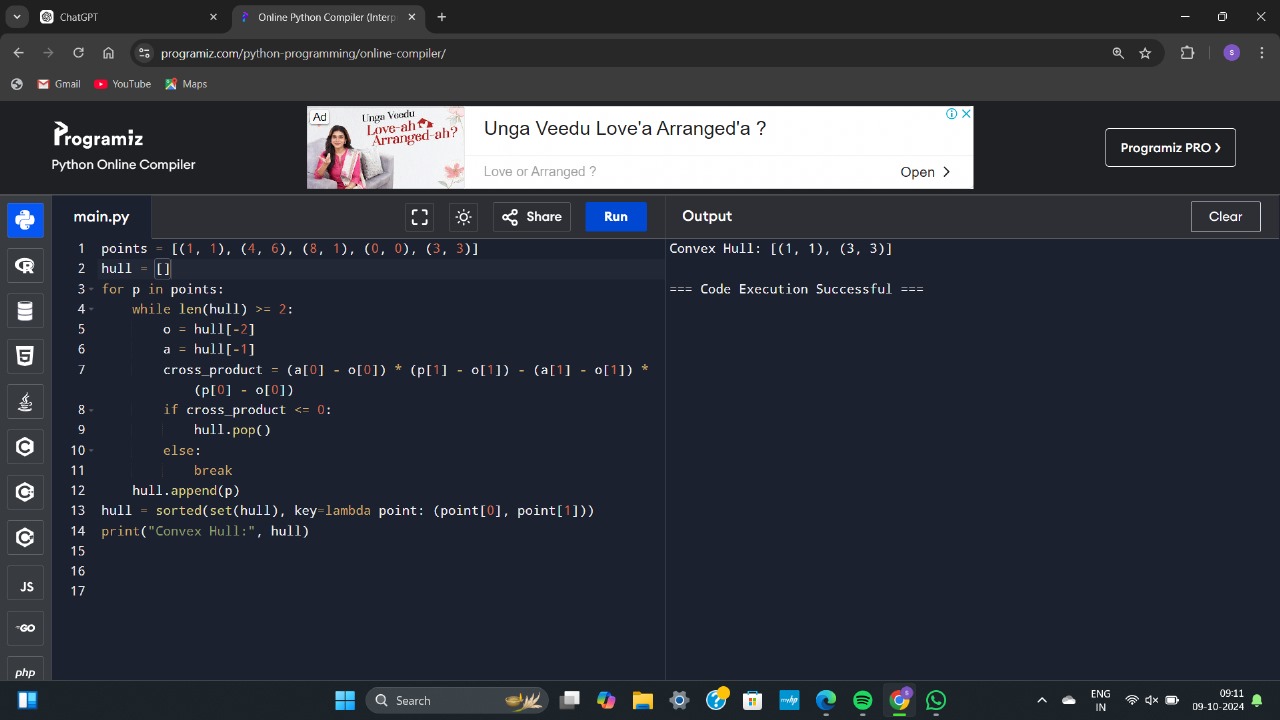 ChatGPT
Online Python Compiler (Interp
programiz.com/python-programming/online-compiler/
Gmail YouTube Maps
Programiz
Python Online Compiler
Ad
Unga Veedu
Love-ah
Arranged-ah?
Unga Veedu Love'a Arranged'a ?
Love or Arranged ?
Open
Programiz PRO
main.py
Share
Run
Output
Clear
1 points = [(1, 1), (4, 6), (8, 1), (0, 0), (3, 3)]
2 hull = []
3 for p in points:
4 while len(hull) >= 2:
5 o = hull[-2]
6 a = hull[-1]
7 cross_product = (a[0] - o[0]) * (p[1] - o[1]) - (a[1] - o[1]) *
(p[0] - o[0])
8 if cross_product <= 0:
9 hull.pop()
10 else:
11 break
12 hull.append(p)
13 hull = sorted(set(hull), key=lambda point: (point[0], point[1]))
14 print("Convex Hull:", hull)
15
16
17
Convex Hull: [(1, 1), (3, 3)]
=== Code Execution Successful ===
JS
GO
php
Search
myhp
ENG
IN
09:11
09-10-2024